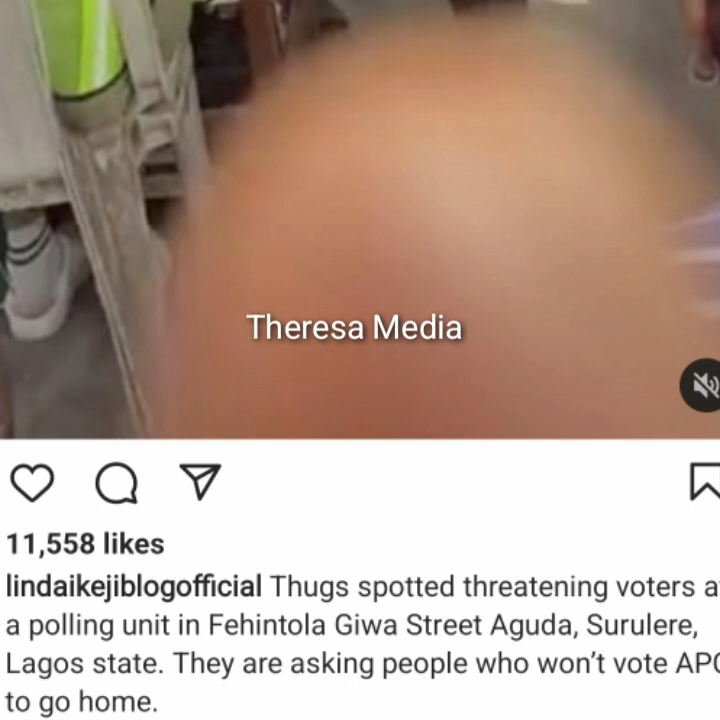 Theresa Media
11,558 likes
lindaikejiblogofficial Thugs spotted threatening voters
a polling unit in Fehintola Giwa Street Aguda, Surulere,
Lagos state. They are asking people who won't vote
to go home.